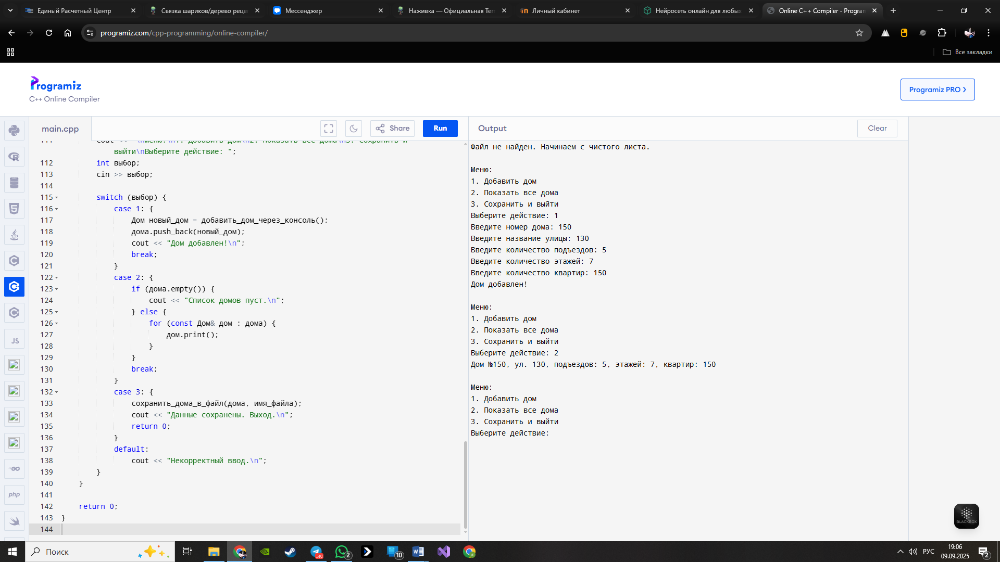 Единый Расчетный Центр
Связка шариков/дерево реце
Мессенджер
Наживка — Официальная Тег
Личный кабинет
Нейросеть онлайн для любых
Online C++ Compiler - Progran
programiz.com/cpp-programming/online-compiler/
Все закладки
Programiz
C++ Online Compiler
Programiz PRO
main.cpp
Share
Run
Output
Clear
выйти\nВыберите действие: ";
112 int выбор;
113 cin >> выбор;
114
115 switch (выбор) {
116 case 1: {
117 Дом новый_дом = добавить_дом_через_консоль();
118 дома.push_back(новый_дом);
119 cout << "Дом добавлен!\n";
120 break;
121 }
122 case 2: {
123 if (дома.empty()) {
124 cout << "Список домов пуст.\n";
125 } else {
126 for (const Дом& дом : дома) {
127 дом.print();
128 }
129 }
130 break;
131 }
132 case 3: {
133 сохранить_дома_в_файл(дома, имя_файла);
134 cout << "Данные сохранены. Выход.\n";
135 return 0;
136 }
137 default:
138 cout << "Некорректный ввод.\n";
139 }
140 }
141
142 return 0;
143 }
144
Файл не найден. Начинаем с чистого листа.
Меню:
1. Добавить дом
2. Показать все дома
3. Сохранить и выйти
Выберите действие: 1
Введите номер дома: 150
Введите название улицы: 130
Введите количество подъездов: 5
Введите количество этажей: 7
Введите количество квартир: 150
Дом добавлен!
Меню:
1. Добавить дом
2. Показать все дома
3. Сохранить и выйти
Выберите действие: 2
Дом №150, ул. 130, подъездов: 5, этажей: 7, квартир: 150
Меню:
1. Добавить дом
2. Показать все дома
3. Сохранить и выйти
Выберите действие:
JS
GO
php
BLACKBOX
Поиск
40
2
10
РУС
19:06
09.09.2025
2